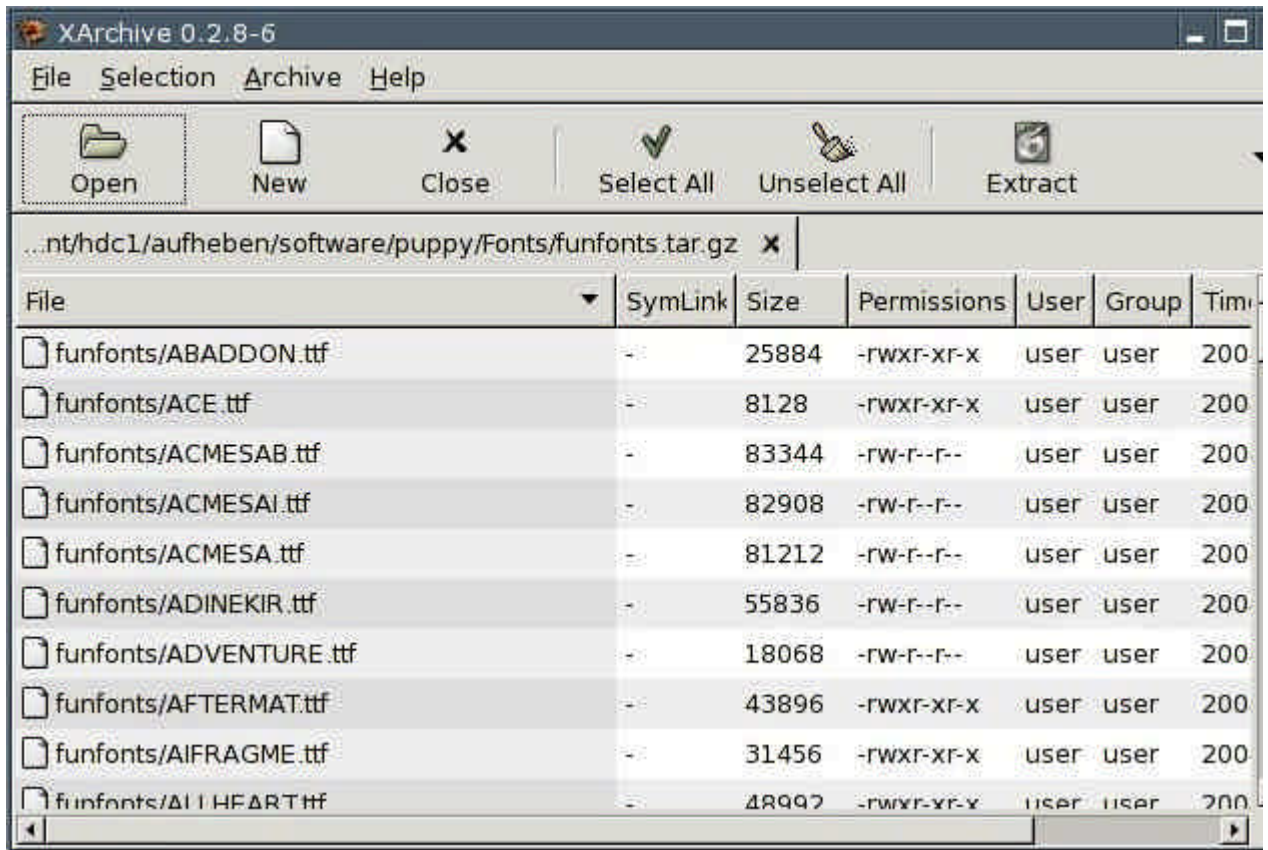 XArchive 0.2.8-6
File Selection Archive Help
Open New Close Select All Unselect All Extract
...nt/hdc1/aufheben/software/puppy/Fonts/funfonts.tar.gz
File SymLink Size Permissions User Group Tim
funfonts/ABADDON.ttf - 25884 -rwxr-xr-x user user 200
funfonts/ACE.ttf - 8128 -rwxr-xr-x user user 200
funfonts/ACMESAB.ttf - 83344 -rw-r--r-- user user 200
funfonts/ACMESAI.ttf - 82908 -rw-r--r-- user user 200
funfonts/ACMESA.ttf - 81212 -rw-r--r-- user user 200
funfonts/ADINEKIR.ttf - 55836 -rw-r--r-- user user 200
funfonts/ADVENTURE.ttf - 18068 -rw-r--r-- user user 200
funfonts/AFTERMAT.ttf - 43896 -rwxr-xr-x user user 200
funfonts/AIFRAGME.ttf - 31456 -rwxr-xr-x user user 200
funfonts/ALLHEART.ttf - 48992 -rwxr-xr-x user user 200